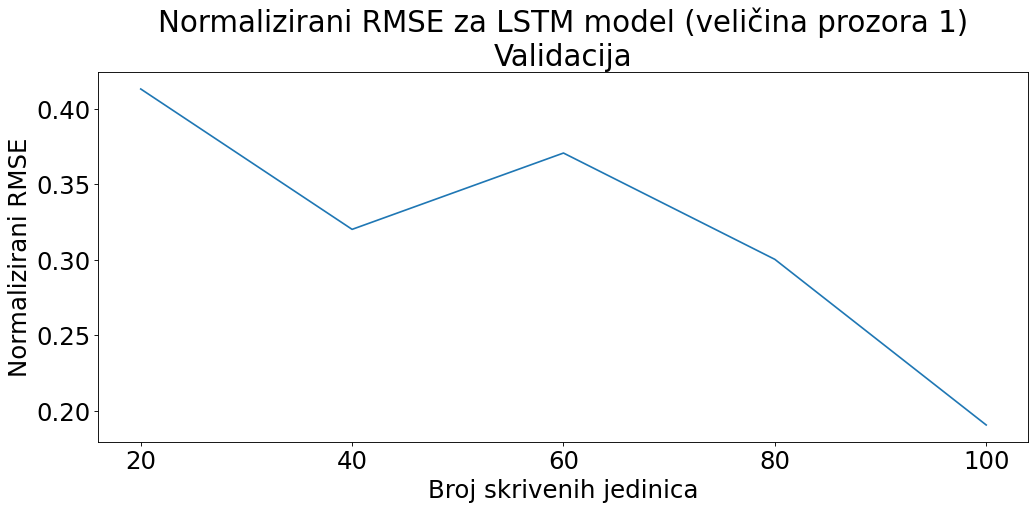 Normalizirani RMSE za LSTM model (veličina prozora 1)
Validacija
Normalizirani RMSE
0.40
0.35
0.30
0.25
0.20
20 40 60 80 100
Broj skrivenih jedinica